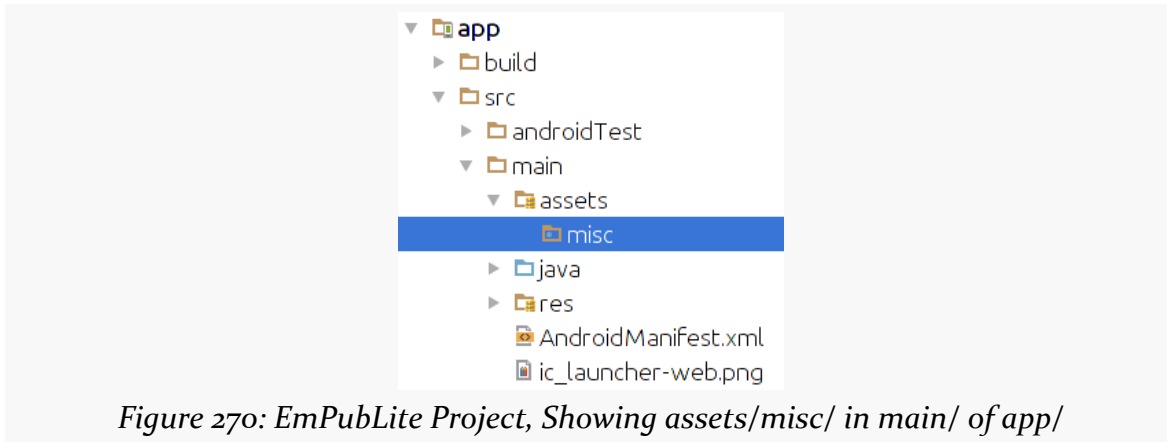 app
build
src
androidTest
main
assets
misc
java
res
AndroidManifest.xml
ic_launcher-web.png
Figure 270: EmPubLite Project, Showing assets/misc/ in main/ of app/